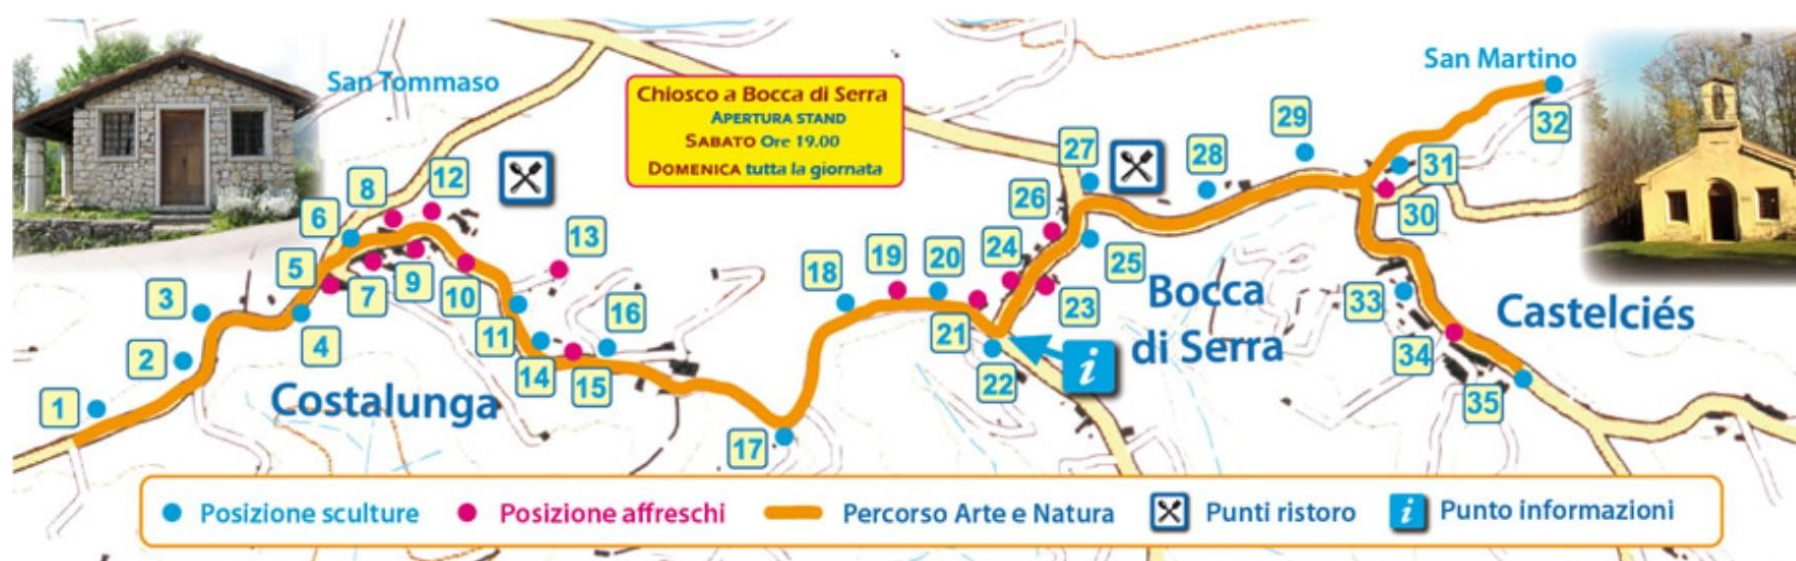 San Tommaso
Chiosco a Bocca di Serra
APERTURA STAND
SABATO Ore 19.00
DOMENICA tutta la giornata
San Martino
1
2
3
4
5
6
7
8
9
10
11
12
13
14
15
16
17
18
19
20
21
22
23
24
25
26
27
28
29
30
31
32
33
34
35
Costalunga
Bocca
di Serra
i
Castelciés
Posizione sculture
Posizione affreschi
Percorso Arte e Natura
Punti ristoro
i
Punto informazioni